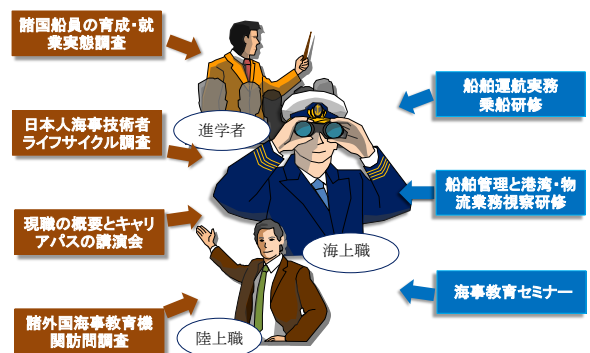 諸国船員の育成・就
業実態調査
日本人海事技術者
ライフサイクル調査
現職の概要とキャリ
アパスの講演会
諸外国海事教育機
関訪問調査
進学者
海上職
陸上職
船舶運航実務
乗船研修
船舶管理と港湾・物
流業務視察研修
海事教育セミナー